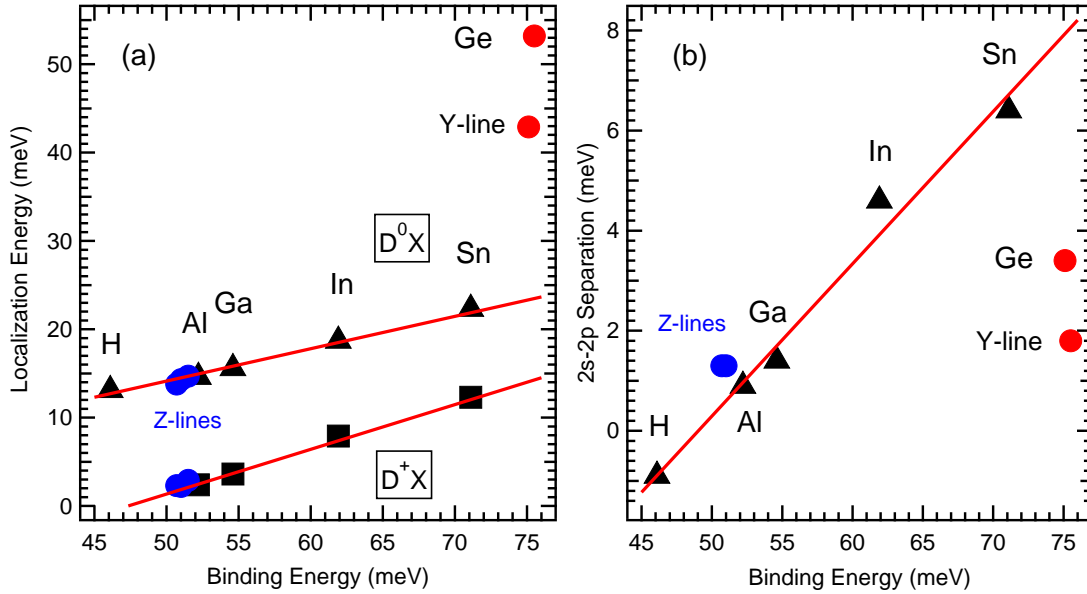 (a)
Ge
Y-line
D⁰X
Sn
In
Ga
Al
H
Z-lines
D⁺X
50
40
30
20
10
0
Localization Energy (meV)
45 50 55 60 65 70 75
Binding Energy (meV)
(b)
Sn
In
Ge
Ga
Z-lines
Y-line
Al
H
8
6
4
2
0
2s-2p Separation (meV)
45 50 55 60 65 70 75
Binding Energy (meV)